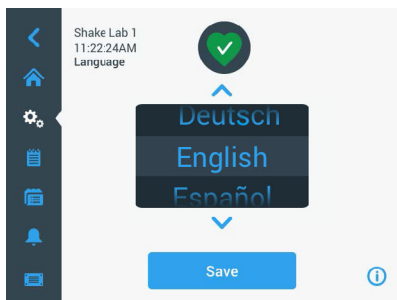 Shake Lab 1
11:22:24AM
Language
Deutsch
English
Español
Save